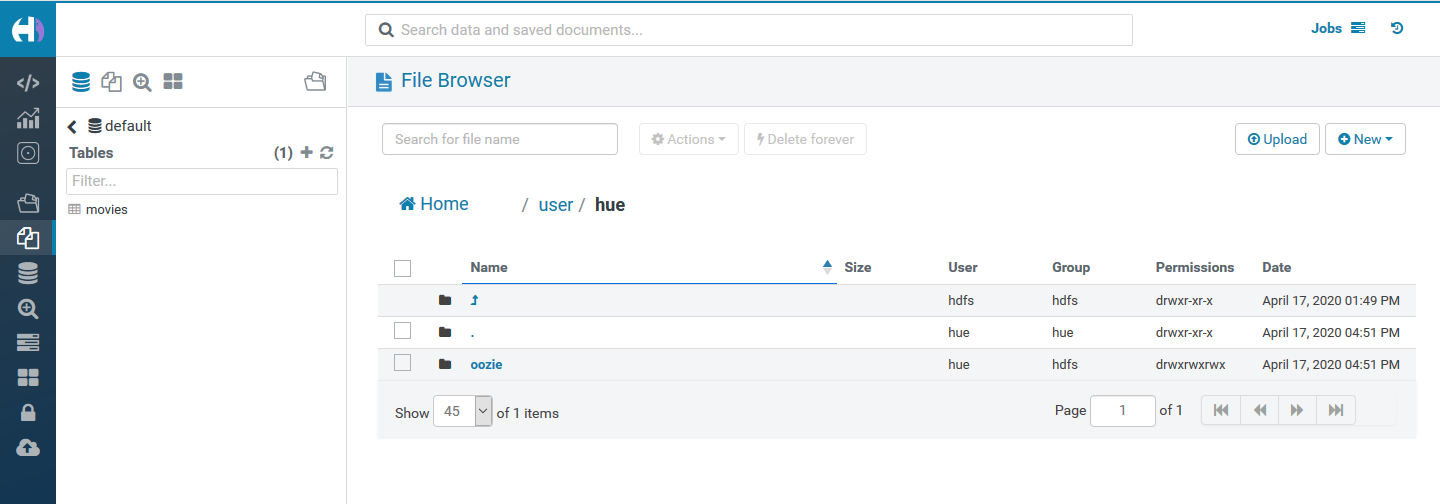 Search data and saved documents...
Jobs
File Browser
default
Tables (1)
Filter...
movies
Search for file name
Actions
Delete forever
Upload
New
Home / user / hue
Name Size User Group Permissions Date
hdfs hdfs drwxr-xr-x April 17, 2020 01:49 PM
. hue hue drwxr-xr-x April 17, 2020 04:51 PM
oozie hue hdfs drwxrwxrwx April 17, 2020 04:51 PM
Show 45 of 1 items
Page 1 of 1